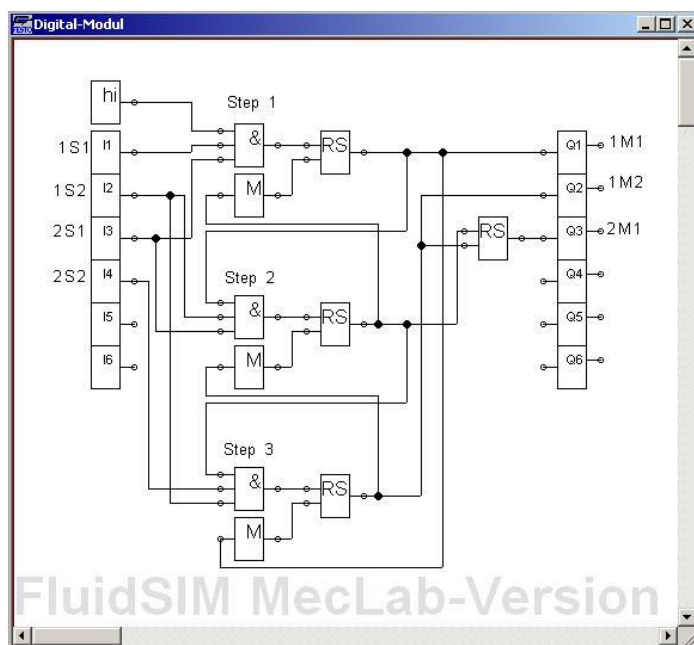 Digital-Modul
hi
Step 1
1S1 I1 & RS Q1 1M1
1S2 I2 M Q2 1M2
2S1 I3 RS Q3 2M1
2S2 I4 Step 2 Q4
I5 & RS Q5
I6 M Q6
Step 3
& RS
M
FluidSIM MecLab-Version